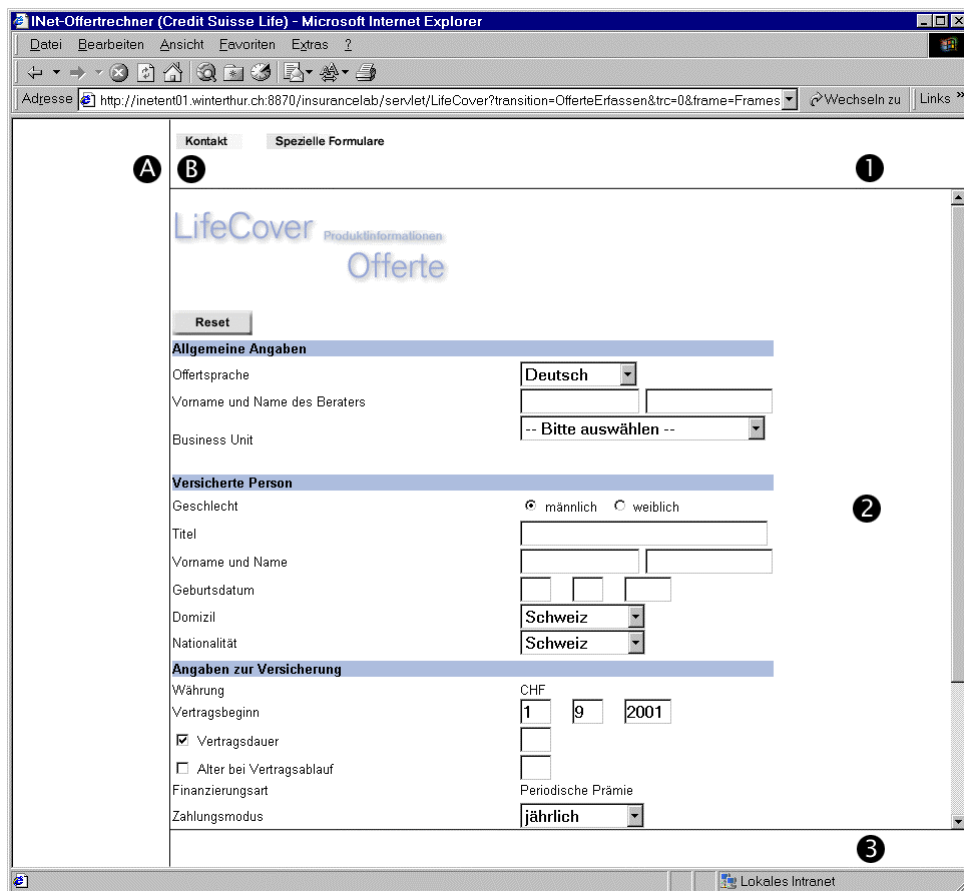 INet-Offertrechner (Credit Suisse Life) - Microsoft Internet Explorer
Datei Bearbeiten Ansicht Favoriten Extras ?
Adresse http://inetent01.winterthur.ch:8870/insurancelab/servlet/LifeCover?transition=OfferteErfassen&trc=0&frame=Frames Wechseln zu Links »
Kontakt Spezielle Formulare
A B 1
LifeCover Produktinformationen
Offerte
Reset
Allgemeine Angaben
Offertsprache Deutsch
Vorname und Name des Beraters
Business Unit -- Bitte auswählen --
Versicherte Person
Geschlecht männlich weiblich 2
Titel
Vorname und Name
Geburtsdatum
Domizil Schweiz
Nationalität Schweiz
Angaben zur Versicherung
Währung CHF
Vertragsbeginn 1 9 2001
Vertragsdauer
Alter bei Vertragsablauf
Finanzierungsart Periodische Prämie
Zahlungsmodus jährlich
3
Lokales Intranet